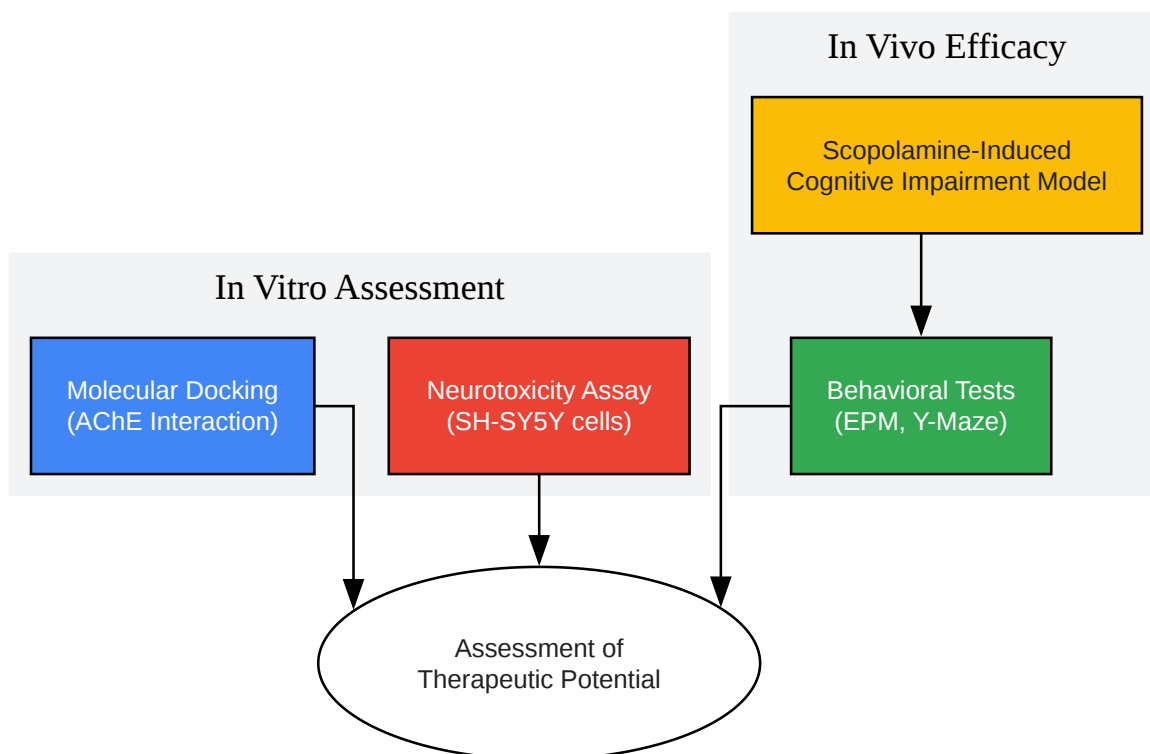 In Vivo Efficacy
Scopolamine-Induced
Cognitive Impairment Model
In Vitro Assessment
Molecular Docking
(AChE Interaction)
Neurotoxicity Assay
(SH-SY5Y cells)
Behavioral Tests
(EPM, Y-Maze)
Assessment of
Therapeutic Potential